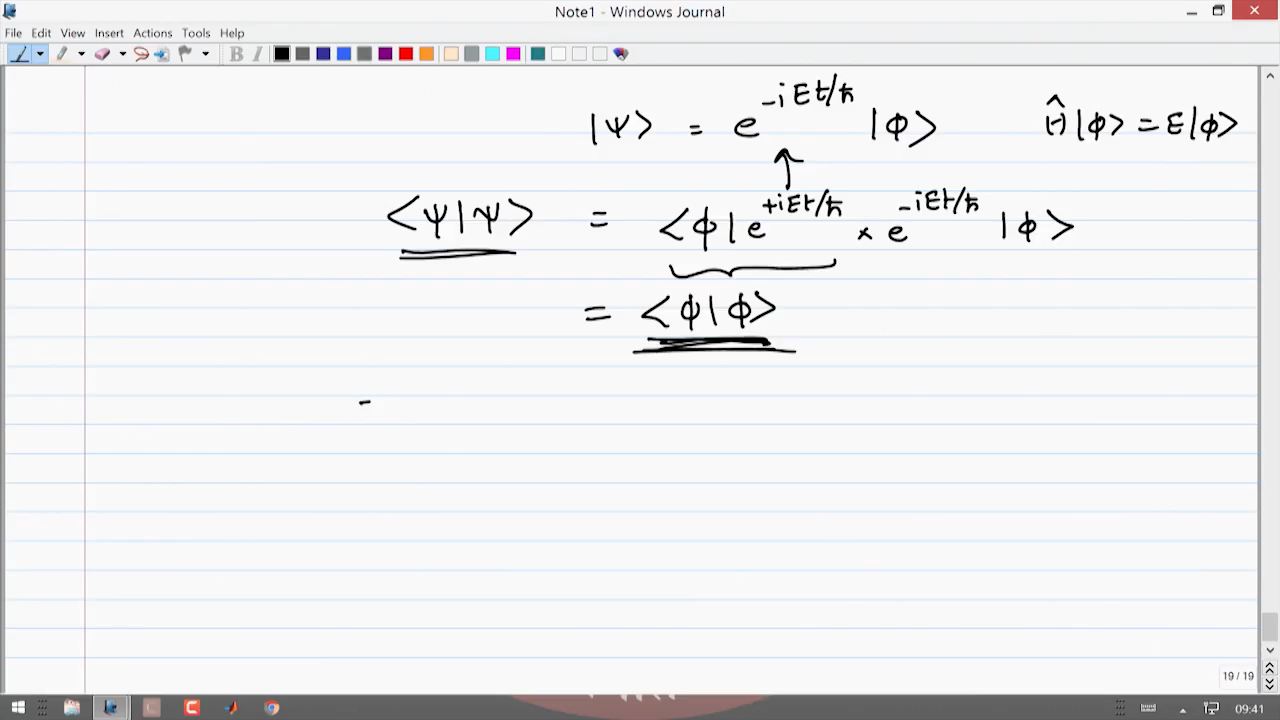 Note1 - Windows Journal
File Edit View Insert Actions Tools Help
B I
|ψ> = e^{-iEt/ħ} |φ> Ĥ|φ> = E|φ>
<ψ|ψ> = <φ|e^{+iEt/ħ} × e^{-iEt/ħ} |φ>
= <φ|φ>
-
19 / 19
09:41